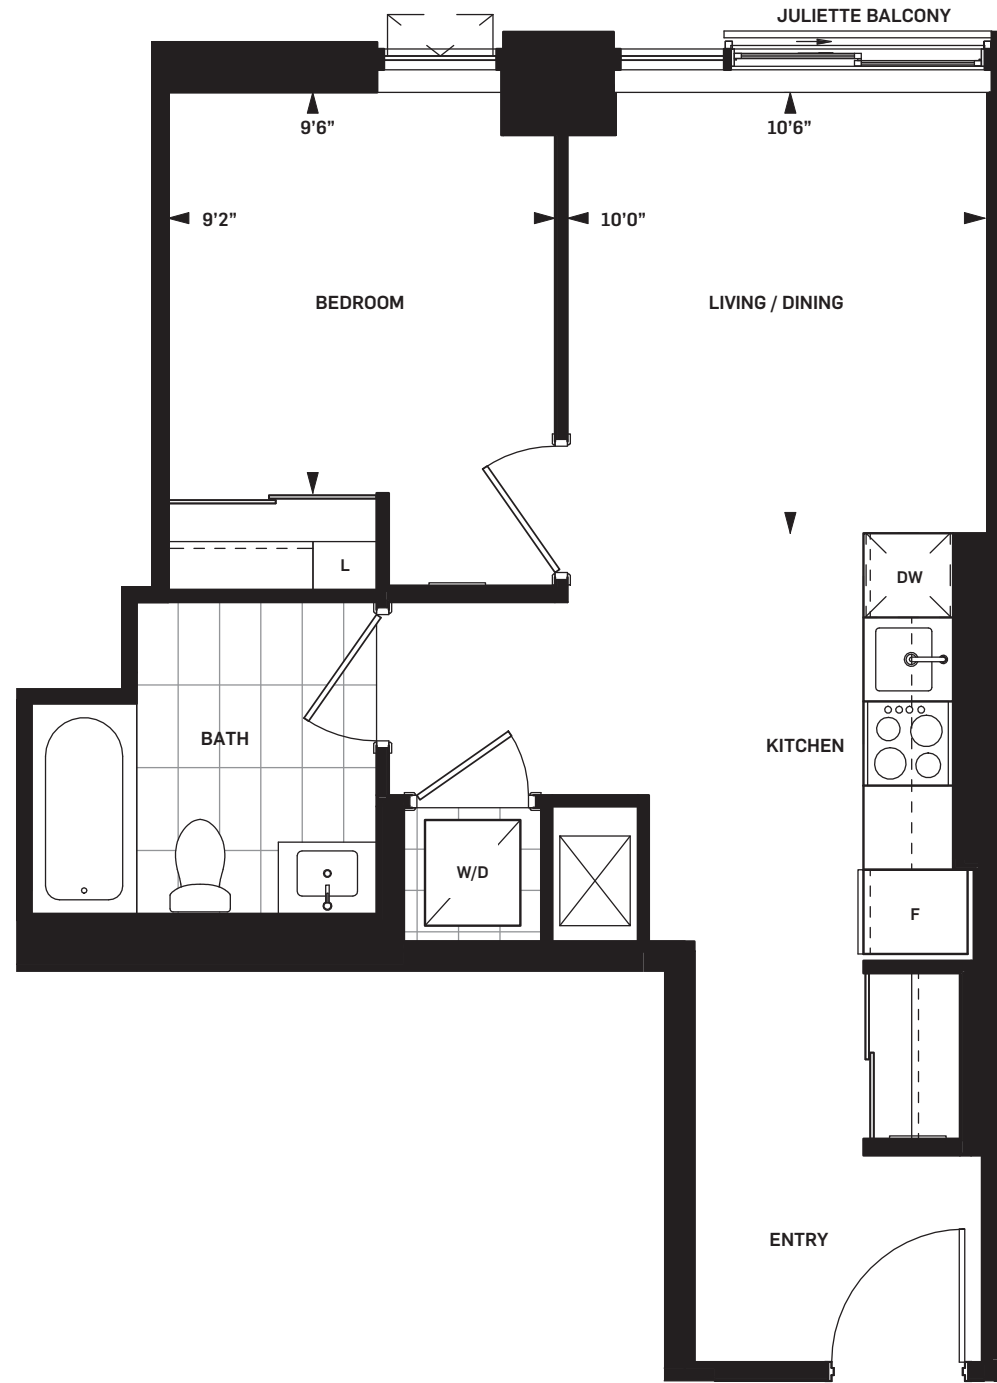 JULIETTE BALCONY
9’6”
10’6”
9’2”
10’0”
BEDROOM
LIVING / DINING
L
DW
BATH
KITCHEN
W/D
F
ENTRY